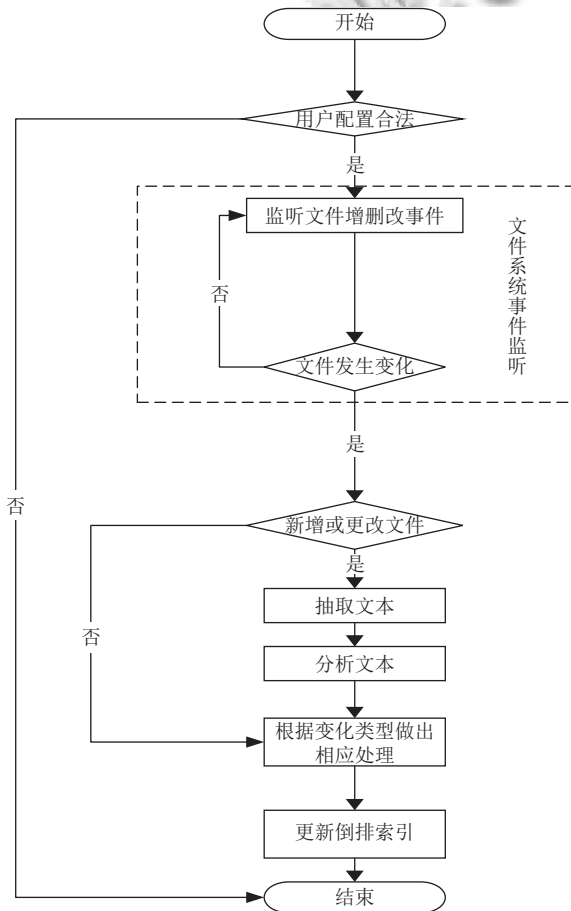 开始
用户配置合法
是
监听文件增删改事件
文件系统事件监听
否
文件发生变化
是
否
新增或更改文件
是
抽取文本
否
分析文本
根据变化类型做出
相应处理
更新倒排索引
结束